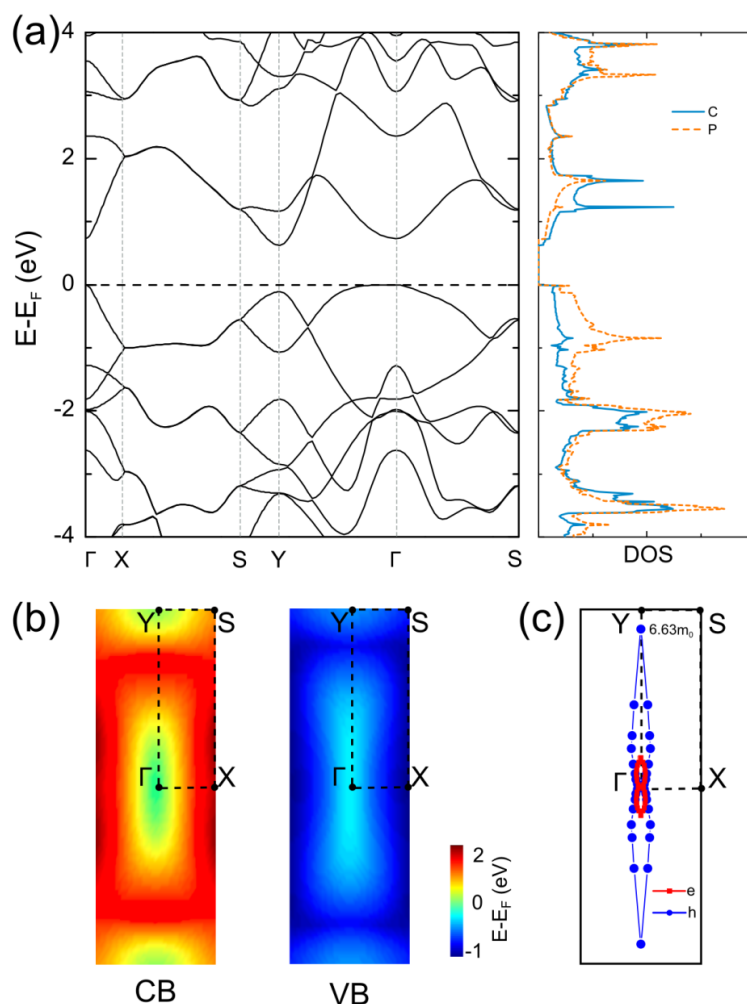 (a)
4
2
0
-2
-4
E-E_F (eV)
Γ X S Y Γ S
C
P
DOS
(b)
Y S
Γ X
CB
Y S
Γ X
VB
2
0
-1
E-E_F (eV)
(c)
Y S
6.63m₀
Γ X
e
h